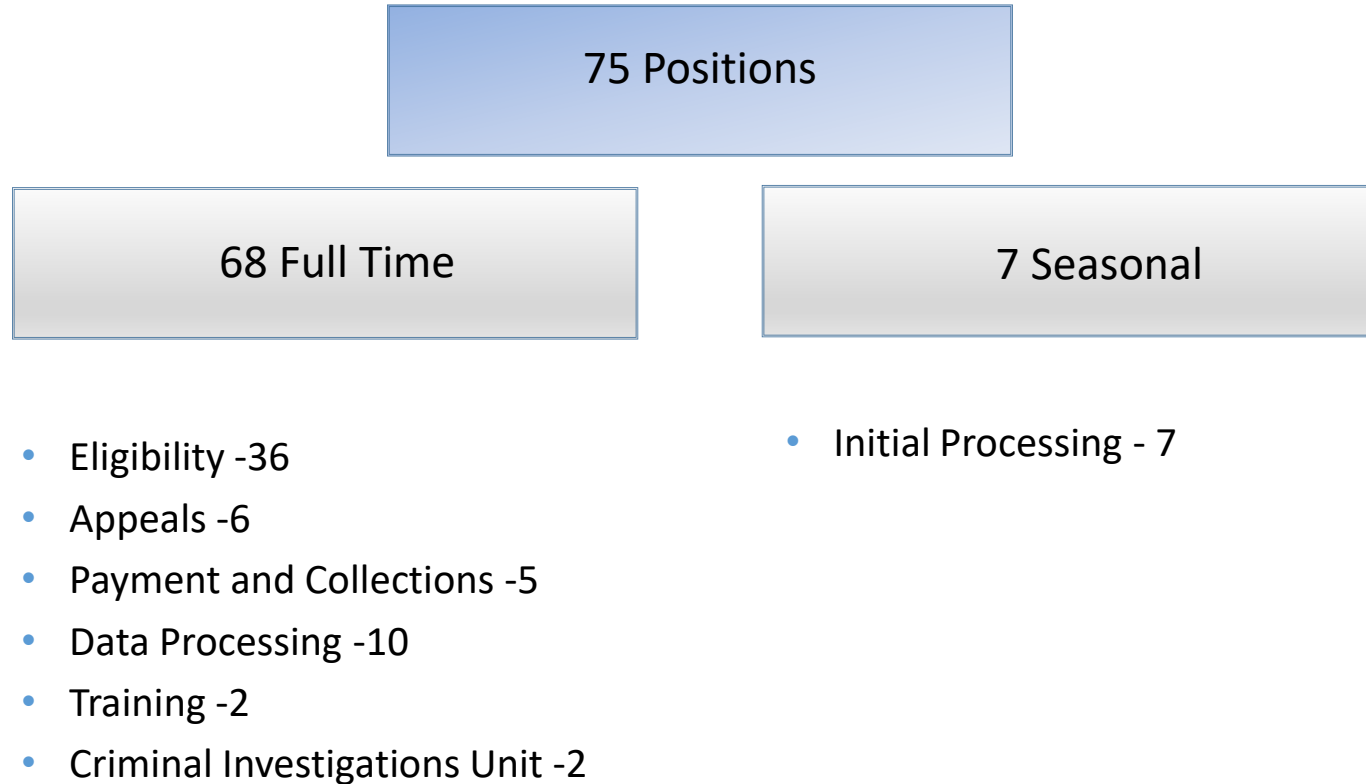 75 Positions
68 Full Time
7 Seasonal
• Eligibility -36
• Appeals -6
• Payment and Collections -5
• Data Processing -10
• Training -2
• Criminal Investigations Unit -2
• Initial Processing - 7